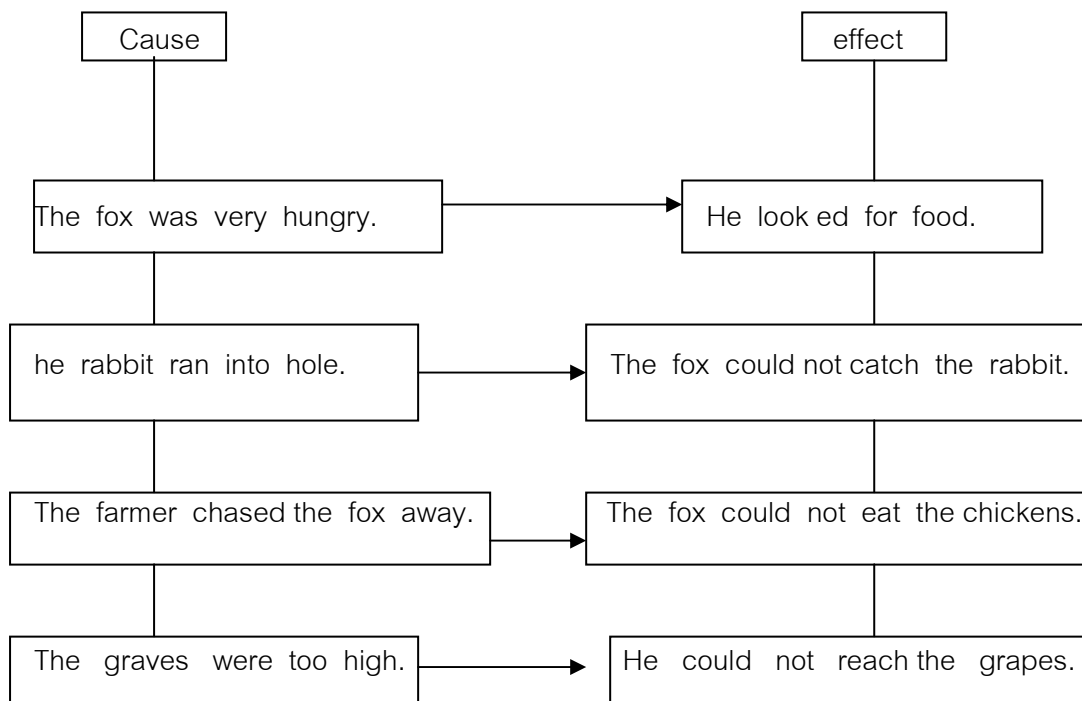 Cause
effect
The fox was very hungry.
He look ed for food.
he rabbit ran into hole.
The fox could not catch the rabbit.
The farmer chased the fox away.
The fox could not eat the chickens.
The graves were too high.
He could not reach the grapes.